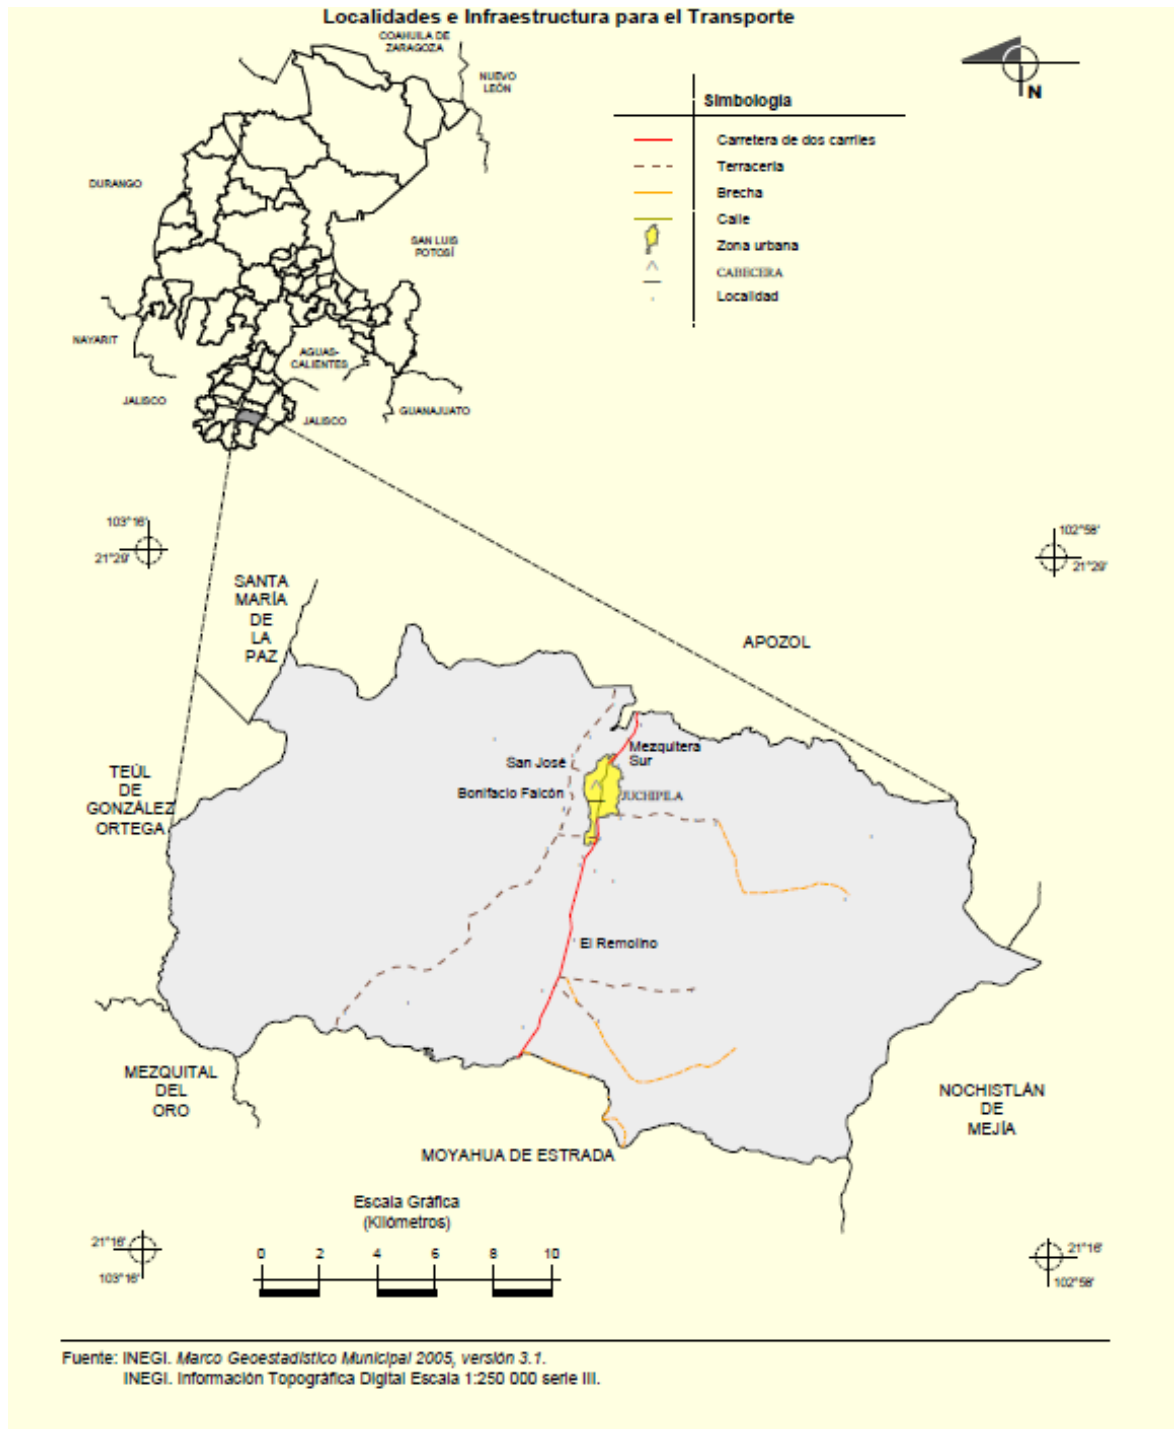 Localidades e Infraestructura para el Transporte
COAHUILA DE
ZARAGOZA
NUEVO
LEÓN
DURANGO
SAN LUIS
POTOSÍ
NAYARIT
AGUAS-
CALIENTES
JALISCO
JALISCO
GUANAJUATO
N
Simbología
Carretera de dos carriles
Terracería
Brecha
Calle
Zona urbana
CABECERA
Localidad
103°16'
21°29'
102°58'
21°29'
SANTA
MARÍA
DE
LA
PAZ
APOZOL
TEÚL
DE
GONZÁLEZ
ORTEGA
San José
Mezquitera
Sur
Bonifacio Falcón
JUCHIPILA
El Remolino
MEZQUITAL
DEL
ORO
NOCHISTLÁN
DE
MEJÍA
MOYAHUA DE ESTRADA
Escala Gráfica
(Kilómetros)
0 2 4 6 8 10
21°16'
103°16'
21°16'
102°58'
Fuente: INEGI. Marco Geoestadístico Municipal 2005, versión 3.1.
INEGI. Información Topográfica Digital Escala 1:250 000 serie III.